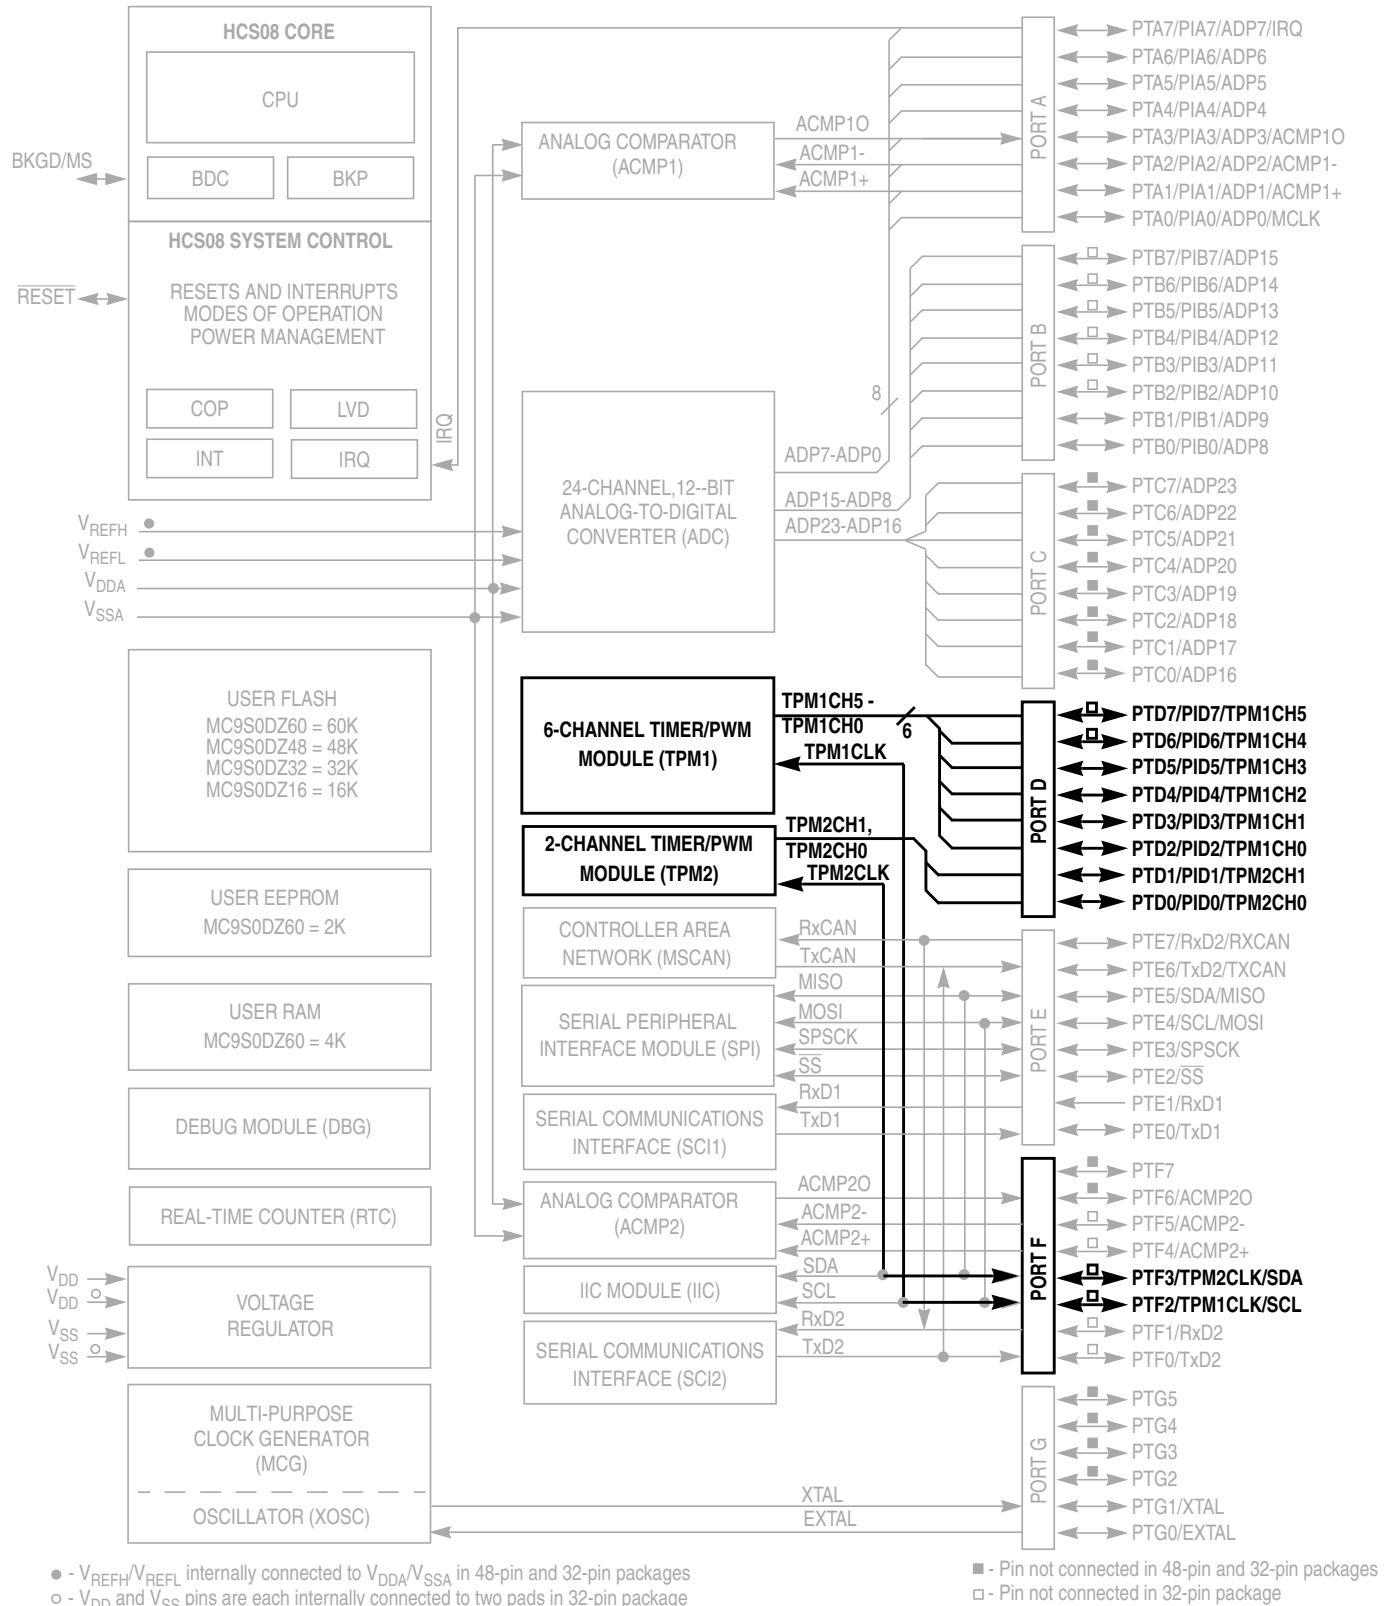 HCS08 CORE
CPU
BDC
BKP
BKGD/MS
HCS08 SYSTEM CONTROL
RESETS AND INTERRUPTS
MODES OF OPERATION
POWER MANAGEMENT
RESET
COP
LVD
INT
IRQ
IRQ
VREFH
VREFL
VDDA
VSSA
USER FLASH
MC9S0DZ60 = 60K
MC9S0DZ48 = 48K
MC9S0DZ32 = 32K
MC9S0DZ16 = 16K
USER EEPROM
MC9S0DZ60 = 2K
USER RAM
MC9S0DZ60 = 4K
DEBUG MODULE (DBG)
REAL-TIME COUNTER (RTC)
VDD
VDD
VSS
VSS
VOLTAGE
REGULATOR
MULTI-PURPOSE
CLOCK GENERATOR
(MCG)
OSCILLATOR (XOSC)
ANALOG COMPARATOR
(ACMP1)
ACMP1O
ACMP1-
ACMP1+
24-CHANNEL,12--BIT
ANALOG-TO-DIGITAL
CONVERTER (ADC)
8
ADP7-ADP0
ADP15-ADP8
ADP23-ADP16
6-CHANNEL TIMER/PWM
MODULE (TPM1)
TPM1CH5 -
TPM1CH0
6
TPM1CLK
2-CHANNEL TIMER/PWM
MODULE (TPM2)
TPM2CH1,
TPM2CH0
TPM2CLK
CONTROLLER AREA
NETWORK (MSCAN)
RxCAN
TxCAN
SERIAL PERIPHERAL
INTERFACE MODULE (SPI)
MISO
MOSI
SPSCK
SS
SERIAL COMMUNICATIONS
INTERFACE (SCI1)
RxD1
TxD1
ANALOG COMPARATOR
(ACMP2)
ACMP2O
ACMP2-
ACMP2+
IIC MODULE (IIC)
SDA
SCL
SERIAL COMMUNICATIONS
INTERFACE (SCI2)
RxD2
TxD2
XTAL
EXTAL
PORT A
PTA7/PIA7/ADP7/IRQ
PTA6/PIA6/ADP6
PTA5/PIA5/ADP5
PTA4/PIA4/ADP4
PTA3/PIA3/ADP3/ACMP1O
PTA2/PIA2/ADP2/ACMP1-
PTA1/PIA1/ADP1/ACMP1+
PTA0/PIA0/ADP0/MCLK
PORT B
PTB7/PIB7/ADP15
PTB6/PIB6/ADP14
PTB5/PIB5/ADP13
PTB4/PIB4/ADP12
PTB3/PIB3/ADP11
PTB2/PIB2/ADP10
PTB1/PIB1/ADP9
PTB0/PIB0/ADP8
PORT C
PTC7/ADP23
PTC6/ADP22
PTC5/ADP21
PTC4/ADP20
PTC3/ADP19
PTC2/ADP18
PTC1/ADP17
PTC0/ADP16
PORT D
PTD7/PID7/TPM1CH5
PTD6/PID6/TPM1CH4
PTD5/PID5/TPM1CH3
PTD4/PID4/TPM1CH2
PTD3/PID3/TPM1CH1
PTD2/PID2/TPM1CH0
PTD1/PID1/TPM2CH1
PTD0/PID0/TPM2CH0
PORT E
PTE7/RxD2/RXCAN
PTE6/TxD2/TXCAN
PTE5/SDA/MISO
PTE4/SCL/MOSI
PTE3/SPSCK
PTE2/SS
PTE1/RxD1
PTE0/TxD1
PORT F
PTF7
PTF6/ACMP2O
PTF5/ACMP2-
PTF4/ACMP2+
PTF3/TPM2CLK/SDA
PTF2/TPM1CLK/SCL
PTF1/RxD2
PTF0/TxD2
PORT G
PTG5
PTG4
PTG3
PTG2
PTG1/XTAL
PTG0/EXTAL
● - VREFH/VREFL internally connected to VDDA/VSSA in 48-pin and 32-pin packages
○ - VDD and VSS pins are each internally connected to two pads in 32-pin package
■ - Pin not connected in 48-pin and 32-pin packages
□ - Pin not connected in 32-pin package